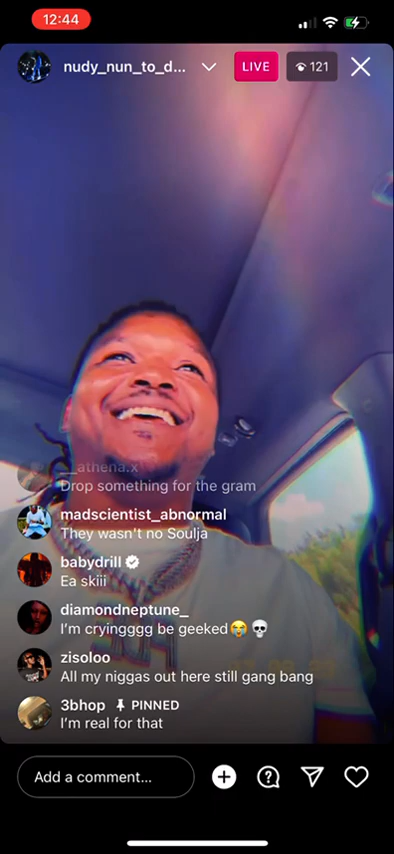 12:44
nudy_nun_to_d...
LIVE
121
__athena.x
Drop something for the gram
madscientist_abnormal
They wasn't no Soulja
babydrill
Ea skiii
diamondneptune_
I'm cryingggg be geeked😭💀
zisoloo
All my niggas out here still gang bang
3bhop PINNED
I'm real for that
Add a comment...